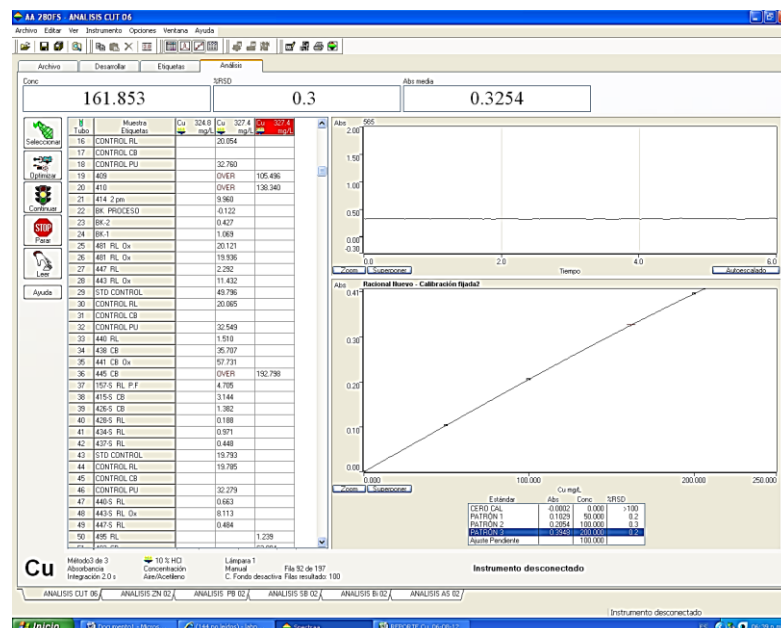 AA 280FS - ANALISIS CUT 06
Archivo Editar Ver Instrumento Opciones Ventana Ayuda
Archivo Desarrollar Etiquetas Análisis
Conc %RSD Abs media
161.853 0.3 0.3254
Seleccionar
Optimizar
Continuar
Parar
Leer
Ayuda
Tubo Muestra Etiquetas Cu 324.8 mg/L Cu 327.4 mg/L Cu 327.4 mg/L
16 CONTROL RL 20.054
17 CONTROL CB
18 CONTROL PU 32.760
19 409 OVER 105.496
20 410 OVER 138.340
21 414 2 pm 9.960
22 BK. PROCESO -0.122
23 BK-2 0.427
24 BK-1 1.069
25 481 RL Ox 20.121
26 481 RL Ox 19.936
27 447 RL 2.292
28 443 RL Ox 11.432
29 STD CONTROL 49.796
30 CONTROL RL 20.065
31 CONTROL CB
32 CONTROL PU 32.549
33 440 RL 1.510
34 438 CB 35.707
35 441 CB Ox 57.731
36 445 CB OVER 192.798
37 157-S RL P.F 4.705
38 415-S CB 3.144
39 426-S CB 1.382
40 428-S RL 0.188
41 434-S RL 0.971
42 437-S RL 0.448
43 STD CONTROL 19.793
44 CONTROL RL 19.785
45 CONTROL CB
46 CONTROL PU 32.279
47 440-S RL 0.663
48 443-S RL Ox 8.113
49 447-S RL 0.484
50 495 RL 1.239
Abs 565
2.00
1.50
1.00
0.50
0.00
-0.30
0.0 2.0 4.0 6.0
Zoom Superponer Tiempo Autoescalado
Abs Racional Nuevo - Calibración fijada2
0.41
0.30
0.20
0.10
0.00
0.000 100.000 200.000 250.000
Zoom Superponer Cu mg/L
Estándar Abs Conc %RSD
CERO CAL -0.0002 0.000 >100
PATRÓN 1 0.1029 50.000 0.2
PATRÓN 2 0.2054 100.000 0.3
PATRÓN 3 0.3948 200.000 0.2
Ajuste Pendiente 100.000
Cu
Método3 de 3 10 % HCl Lámpara 1
Absorbancia Concentración Manual Fila 92 de 197
Integración 2.0 s Aire/Acetileno C. Fondo desactiva Filas resultado: 100
Instrumento desconectado
ANALISIS CUT 06 ANALISIS ZN 02 ANALISIS PB 02 ANALISIS SB 02 ANALISIS BI 02 ANALISIS AS 02
Instrumento desconectado
Inicio